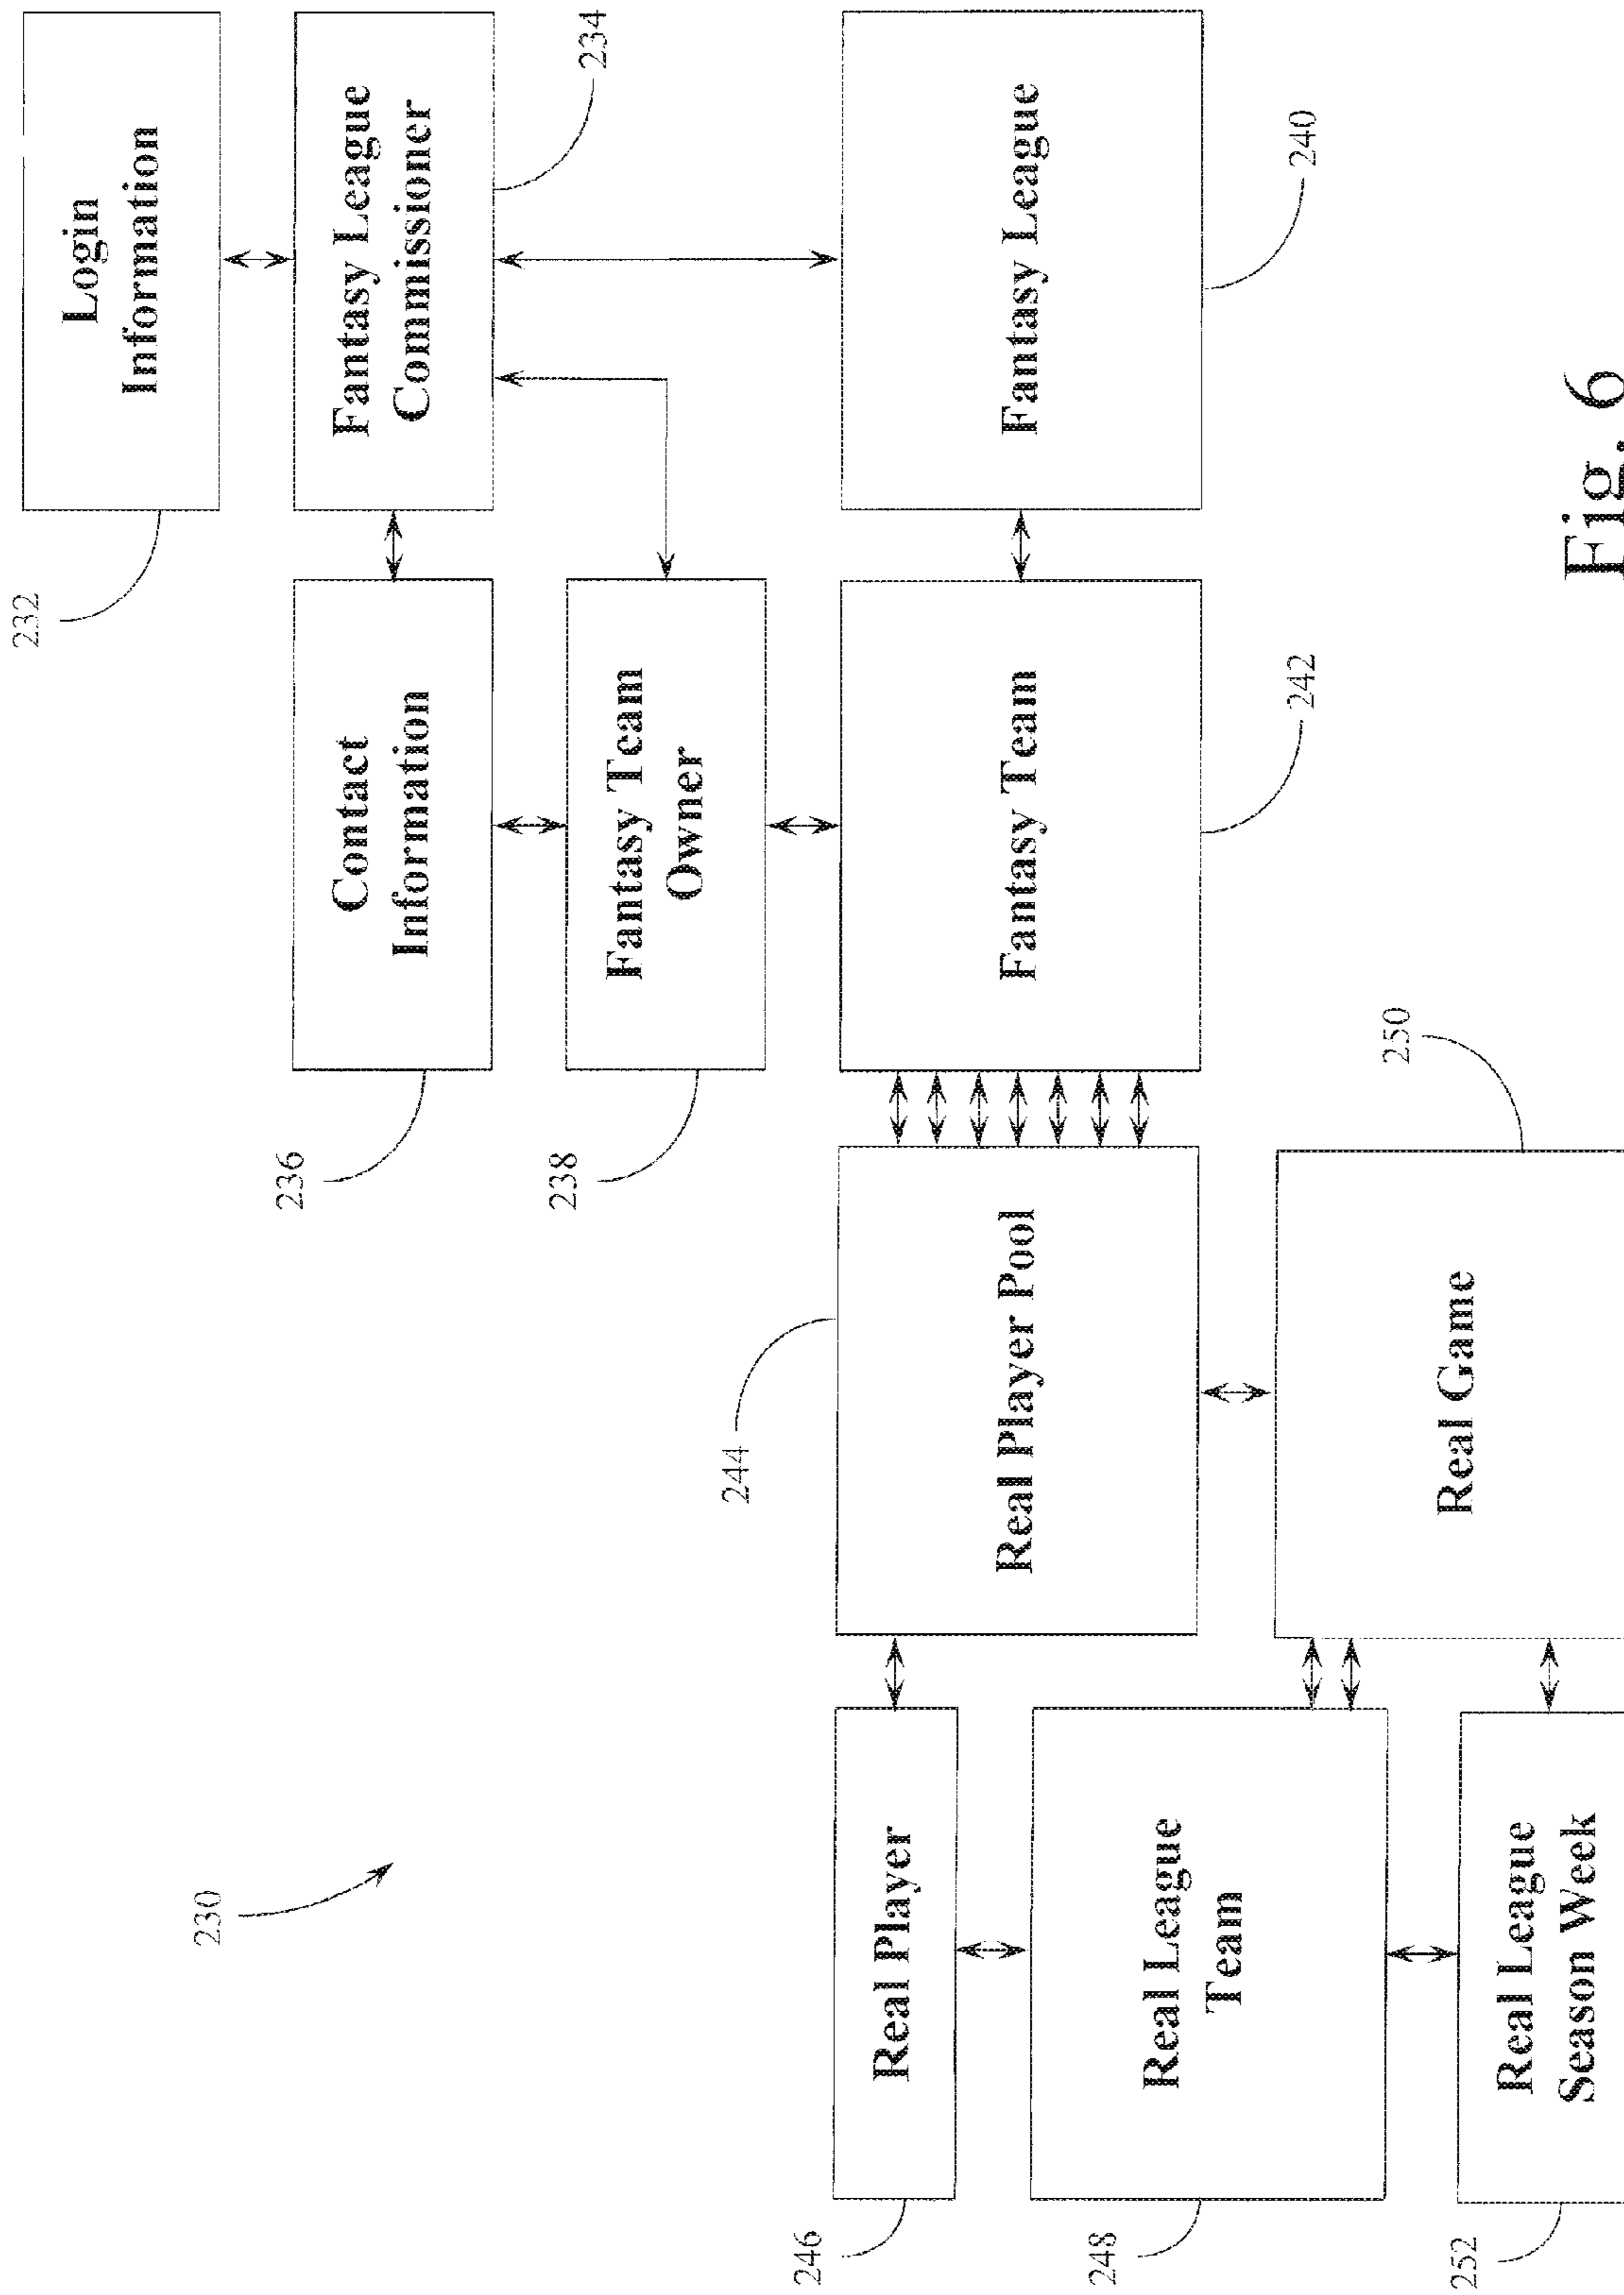 232
Login
Information
230
236
Contact
Information
Fantasy League
Commissioner
234
238
Fantasy Team
Owner
244
246
Real Player
Real Player Pool
Fantasy Team
Fantasy League
248
Real League
Team
242
240
250
Real Game
252
Real League
Season Week
Fig. 6